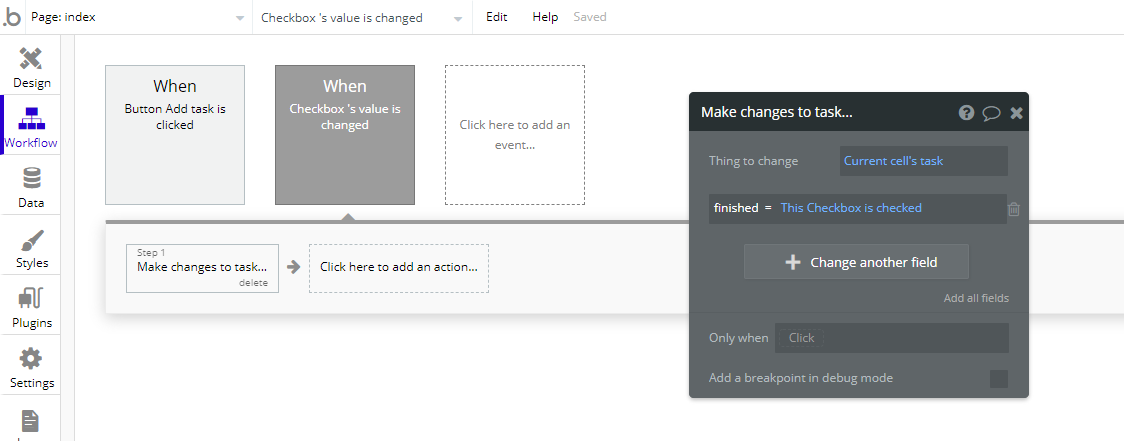 .b Page: index
Checkbox 's value is changed
Edit
Help
Saved
Design
Workflow
Data
Styles
Plugins
Settings
When
Button Add task is
clicked
When
Checkbox 's value is
changed
Click here to add an
event...
Step 1
Make changes to task...
delete
Click here to add an action...
Make changes to task...
?
Thing to change
Current cell's task
finished = This Checkbox is checked
Change another field
Add all fields
Only when
Click
Add a breakpoint in debug mode